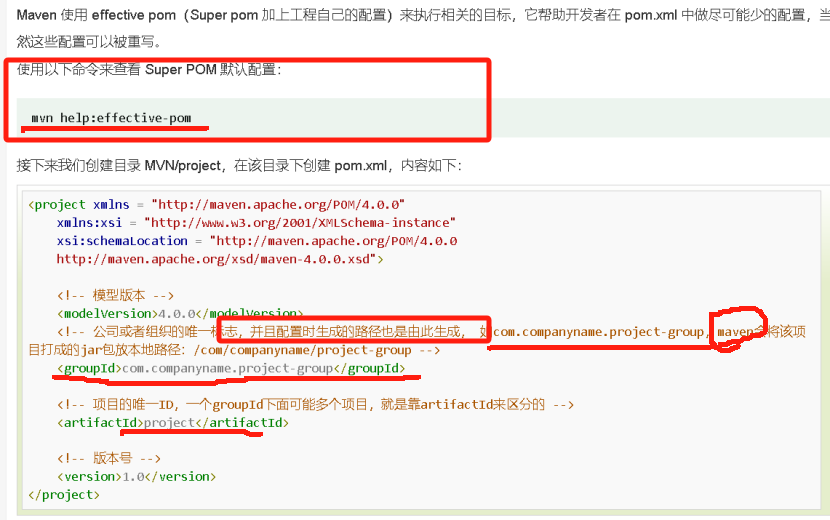 Maven 使用 effective pom（Super pom 加上工程自己的配置）来执行相关的目标，它帮助开发者在 pom.xml 中做尽可能少的配置，当
然这些配置可以被重写。
使用以下命令来查看 Super POM 默认配置：
mvn help:effective-pom
接下来我们创建目录 MVN/project，在该目录下创建 pom.xml，内容如下：
<project xmlns = "http://maven.apache.org/POM/4.0.0"
xmlns:xsi = "http://www.w3.org/2001/XMLSchema-instance"
xsi:schemaLocation = "http://maven.apache.org/POM/4.0.0
http://maven.apache.org/xsd/maven-4.0.0.xsd">
<!-- 模型版本 -->
<modelVersion>4.0.0</modelVersion>
<!-- 公司或者组织的唯一标志，并且配置时生成的路径也是由此生成， 如com.companyname.project-group，maven会将该项
目打成的jar包放本地路径：/com/companyname/project-group -->
<groupId>com.companyname.project-group</groupId>
<!-- 项目的唯一ID，一个groupId下面可能多个项目，就是靠artifactId来区分的 -->
<artifactId>project</artifactId>
<!-- 版本号 -->
<version>1.0</version>
</project>